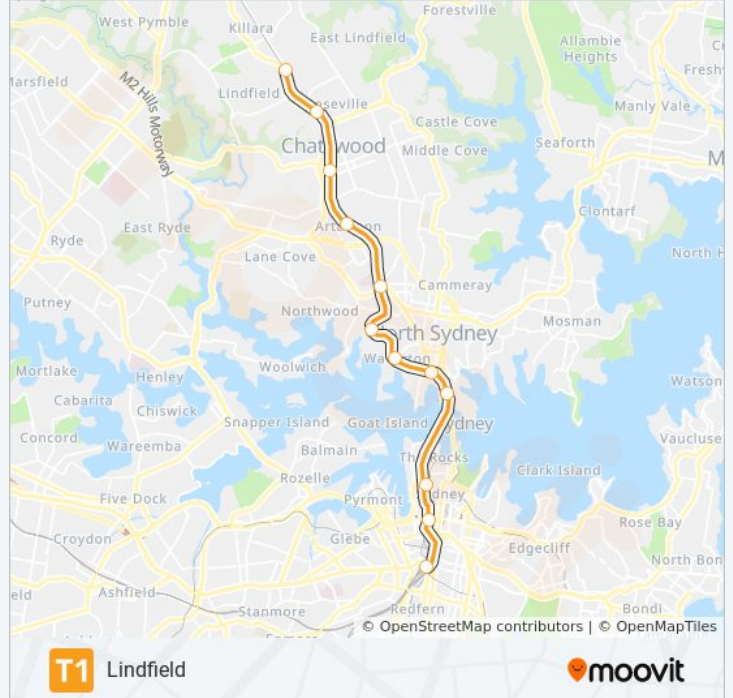 Forestville
West Pymble
Killara
East Lindfield
Allambie
Heights
Marsfield
M2 Hills Motorway
Lindfield
Roseville
Manly Vale
Castle Cove
Chatswood
Middle Cove
Seaforth
Clontarf
East Ryde
Artarmon
Ryde
Lane Cove
North H
Cammeray
Putney
Northwood
Mosman
North Sydney
Waverton
Woolwich
Mortlake
Henley
Watson
Cabarita
Chiswick
Snapper Island
Goat Island
Sydney
Concord
Wareemba
Balmain
The Rocks
Vaucluse
Clark Island
Rozelle
Five Dock
Pyrmont
Sydney
Rose Bay
Croydon
Glebe
Edgecliff
North Bon
Ashfield
Stanmore
Redfern
Bondi
© OpenStreetMap contributors | © OpenMapTiles
T1 Lindfield
moovit